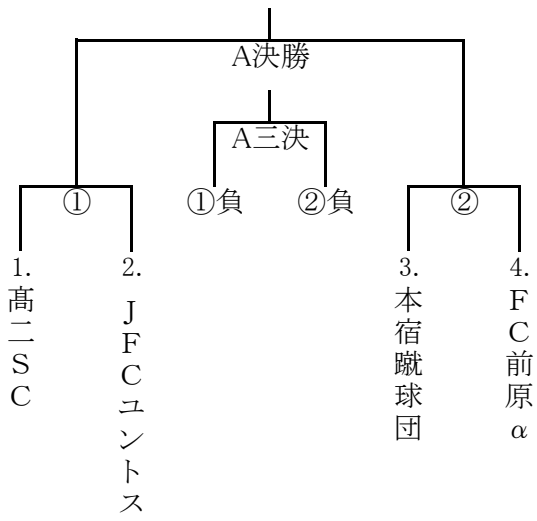 A決勝
A三決
① ①負 ②負 ②
1. 2. 3. 4.
髙二SC
JFCユントス
本宿蹴球団
FC前原α